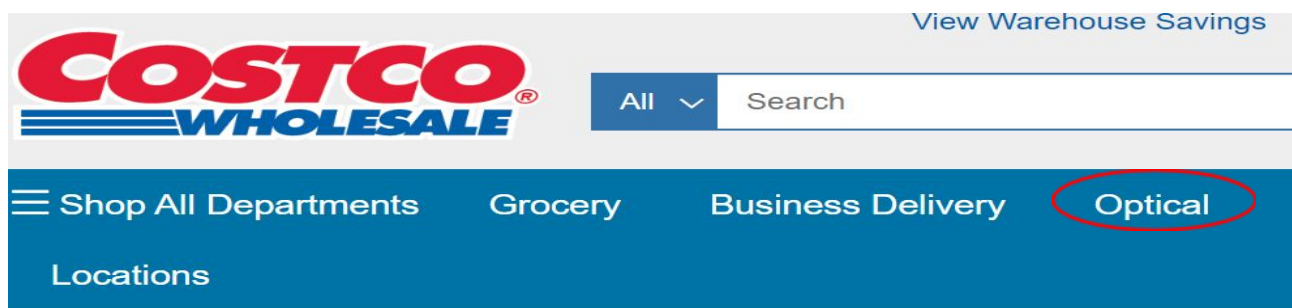 View Warehouse Savings
COSTCO®
WHOLESALE
All Search
Shop All Departments Grocery Business Delivery Optical
Locations